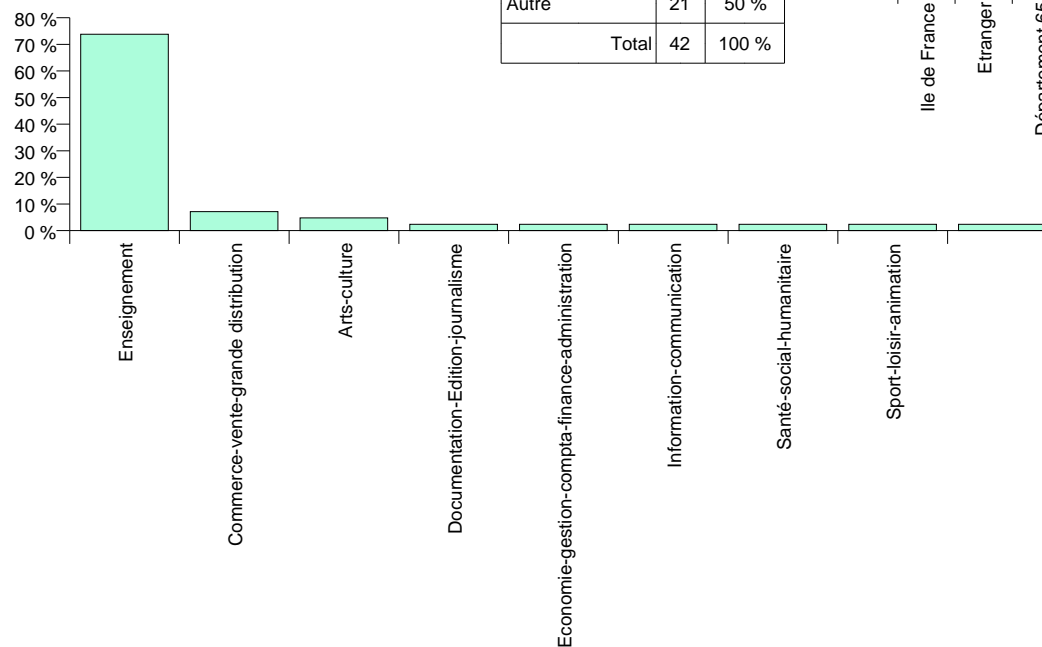 Autre 21 50 %
Total 42 100 %
Ile de France
Etranger
Département 65
80 %
70 %
60 %
50 %
40 %
30 %
20 %
10 %
0 %
Enseignement
Commerce-vente-grande distribution
Arts-culture
Documentation-Edition-journalisme
Economie-gestion-compta-finance-administration
Information-communication
Santé-social-humanitaire
Sport-loisir-animation